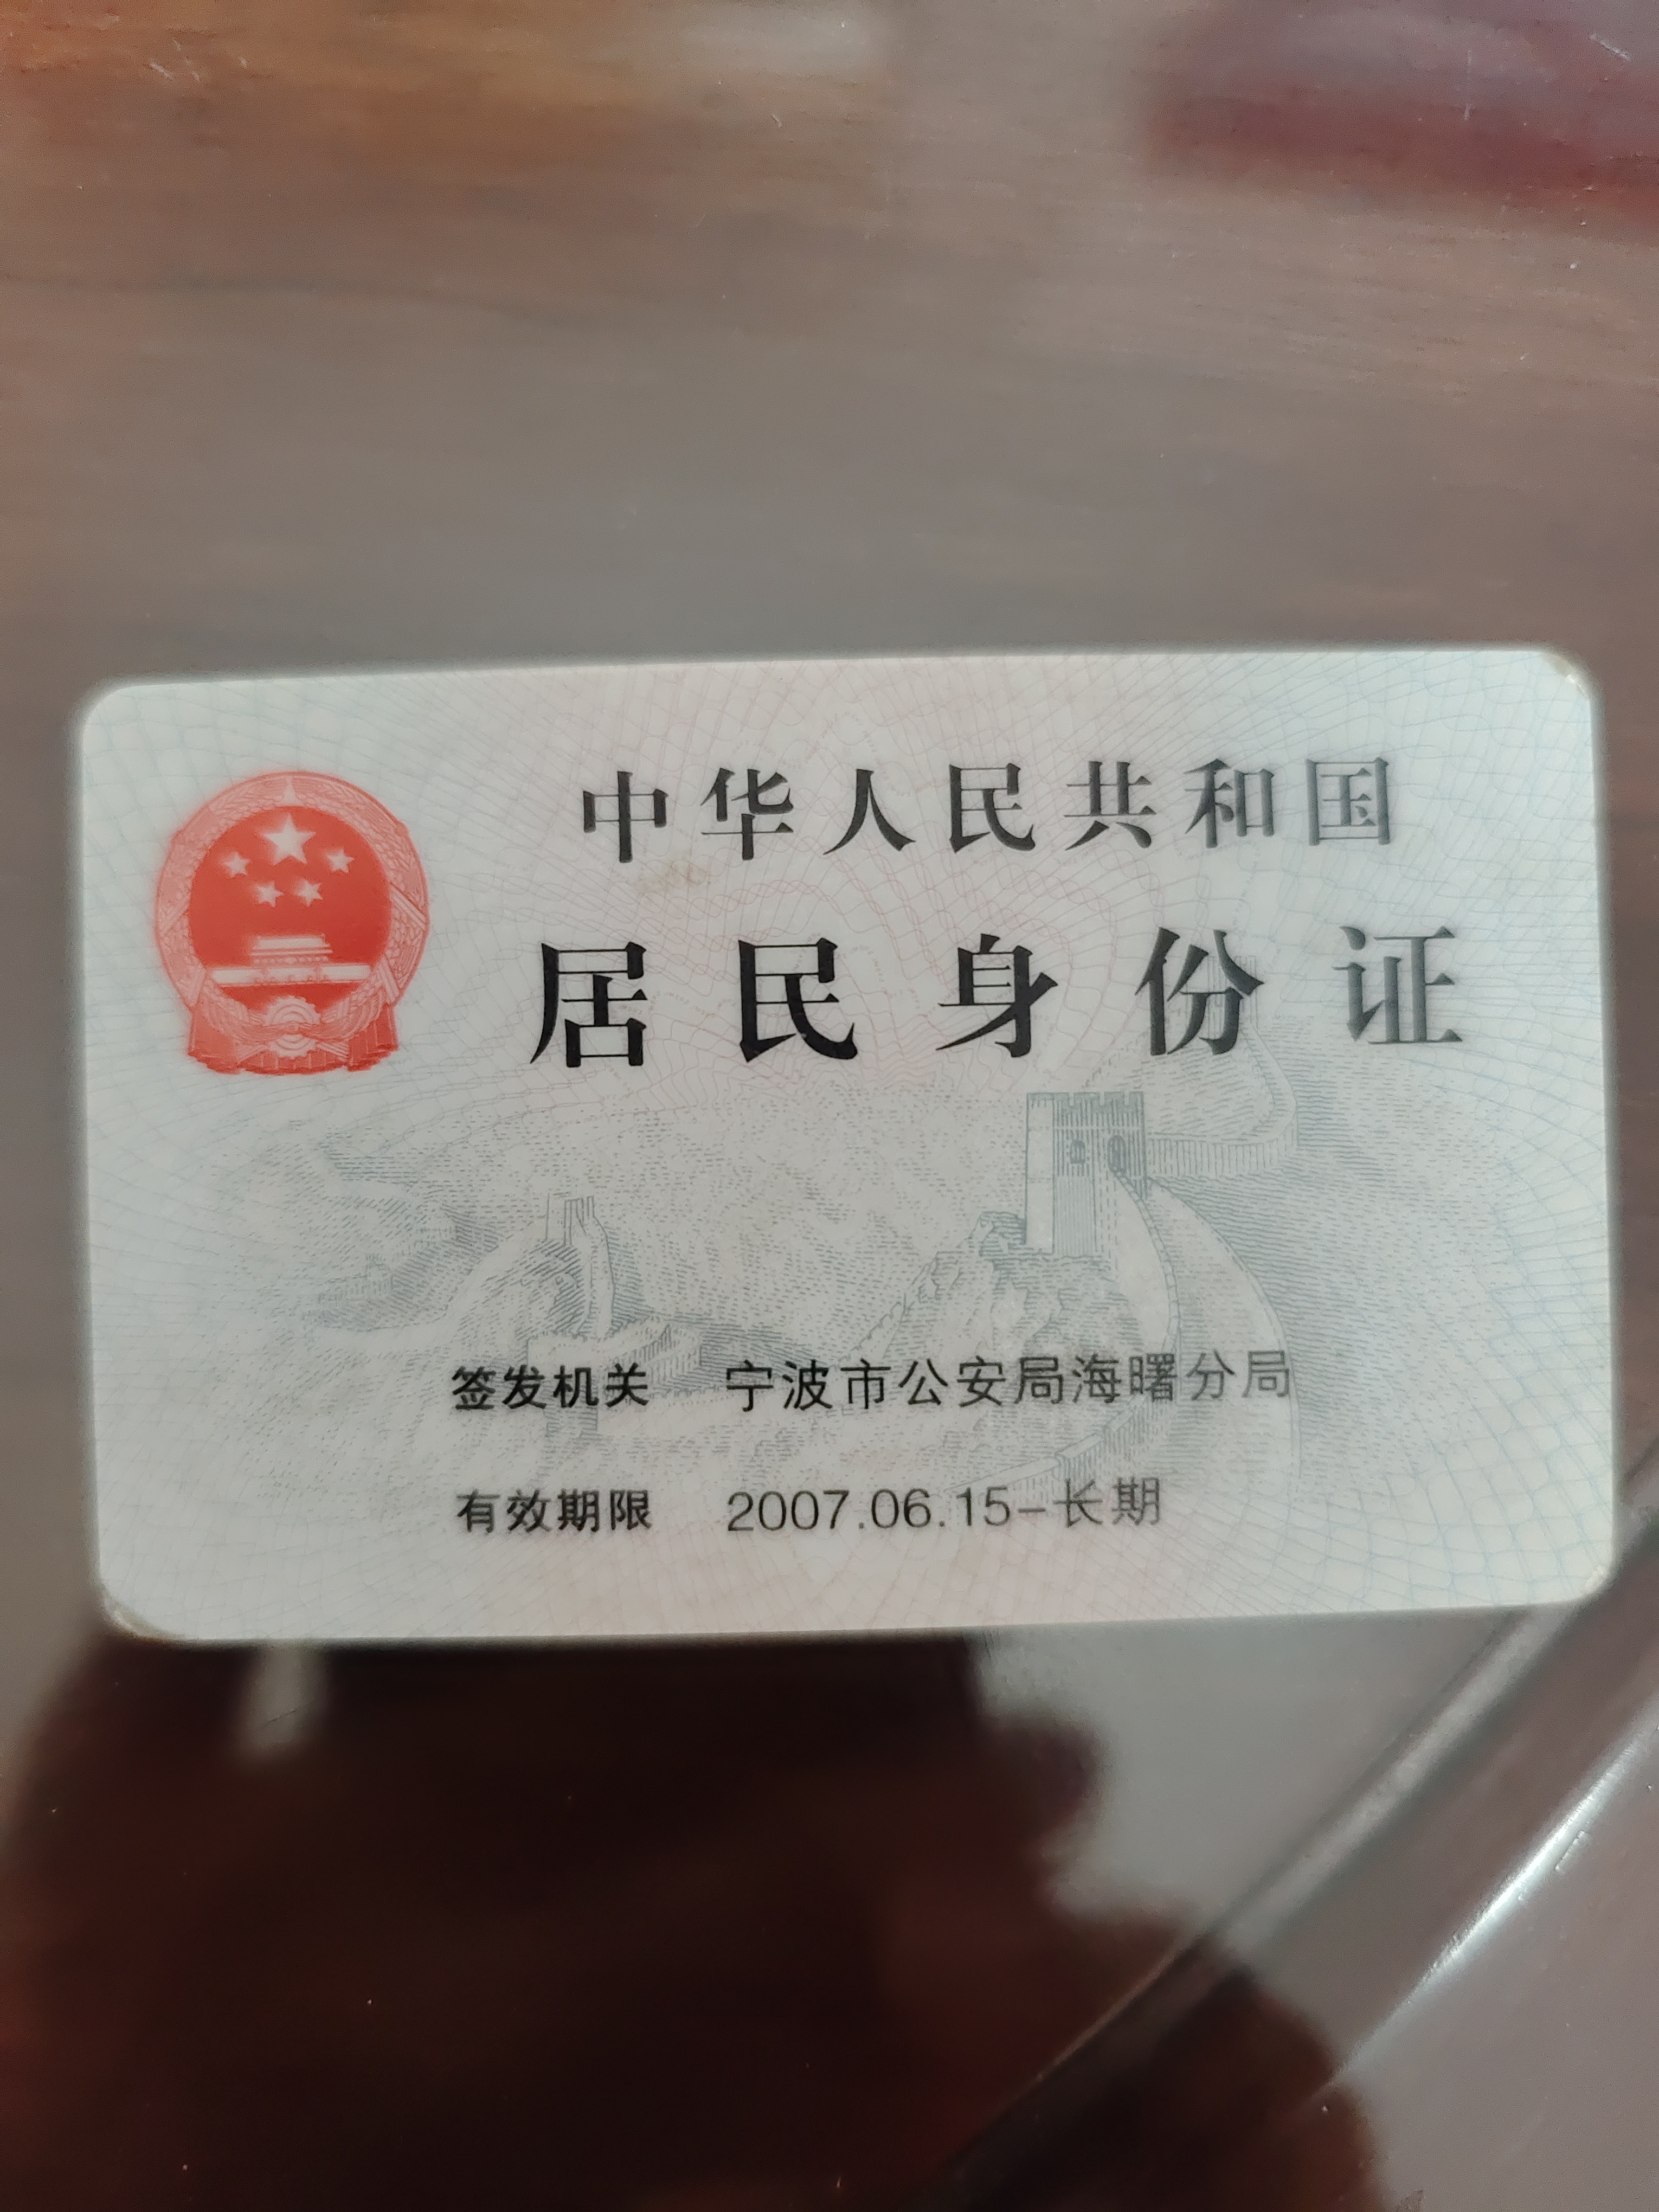 中华人民共和国
居民身份证
签发机关 宁波市公安局海曙分局
有效期限 2007.06.15-长期